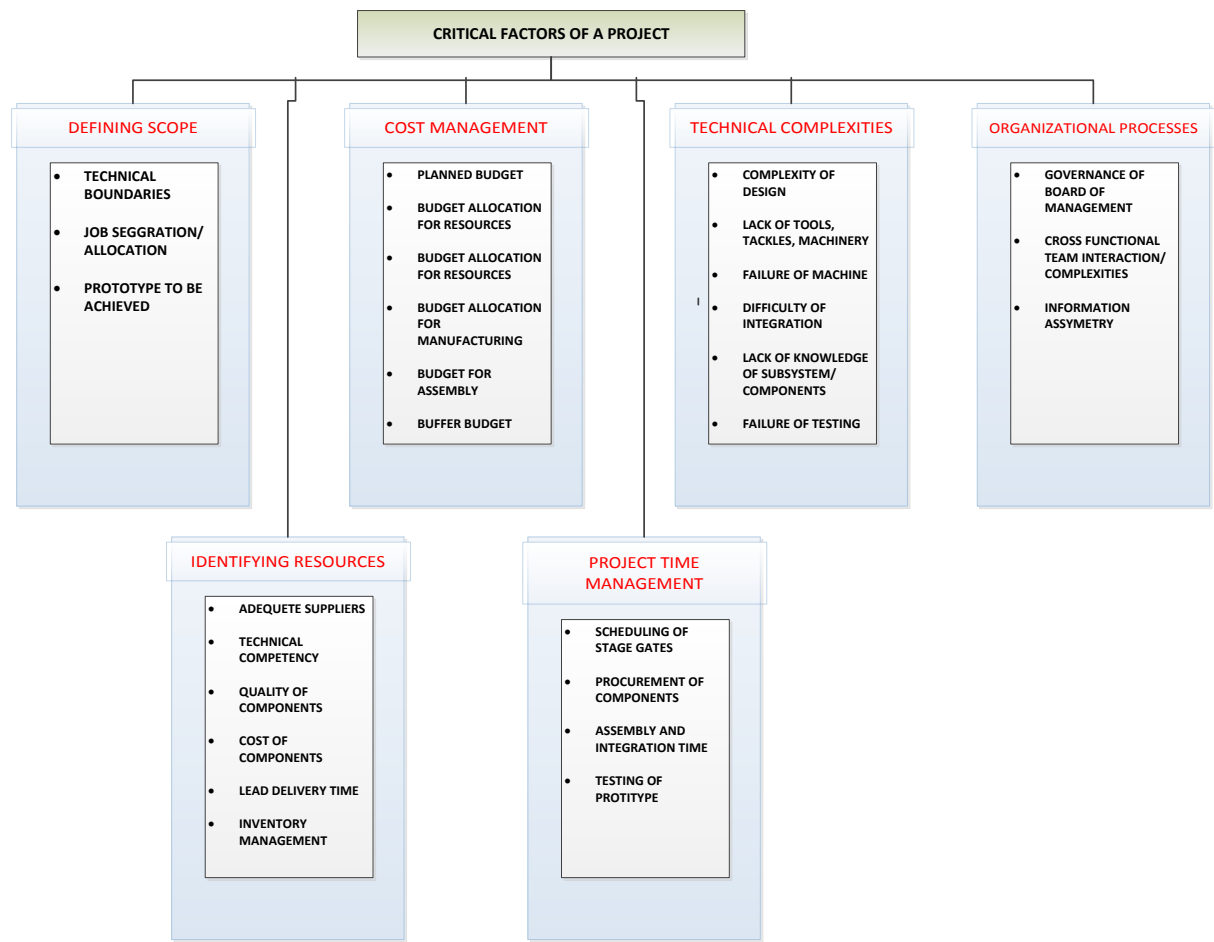 CRITICAL FACTORS OF A PROJECT
DEFINING SCOPE
• TECHNICAL
BOUNDARIES
• JOB SEGGRATION/
ALLOCATION
• PROTOTYPE TO BE
ACHIEVED
COST MANAGEMENT
• PLANNED BUDGET
• BUDGET ALLOCATION
FOR RESOURCES
• BUDGET ALLOCATION
FOR RESOURCES
• BUDGET ALLOCATION
FOR
MANUFACTURING
• BUDGET FOR
ASSEMBLY
• BUFFER BUDGET
TECHNICAL COMPLEXITIES
• COMPLEXITY OF
DESIGN
• LACK OF TOOLS,
TACKLES, MACHINERY
• FAILURE OF MACHINE
• DIFFICULTY OF
INTEGRATION
• LACK OF KNOWLEDGE
OF SUBSYSTEM/
COMPONENTS
• FAILURE OF TESTING
ORGANIZATIONAL PROCESSES
• GOVERNANCE OF
BOARD OF
MANAGEMENT
• CROSS FUNCTIONAL
TEAM INTERACTION/
COMPLEXITIES
• INFORMATION
ASSYMETRY
IDENTIFYING RESOURCES
• ADEQUETE SUPPLIERS
• TECHNICAL
COMPETENCY
• QUALITY OF
COMPONENTS
• COST OF
COMPONENTS
• LEAD DELIVERY TIME
• INVENTORY
MANAGEMENT
PROJECT TIME
MANAGEMENT
• SCHEDULING OF
STAGE GATES
• PROCUREMENT OF
COMPONENTS
• ASSEMBLY AND
INTEGRATION TIME
• TESTING OF
PROTITYPE